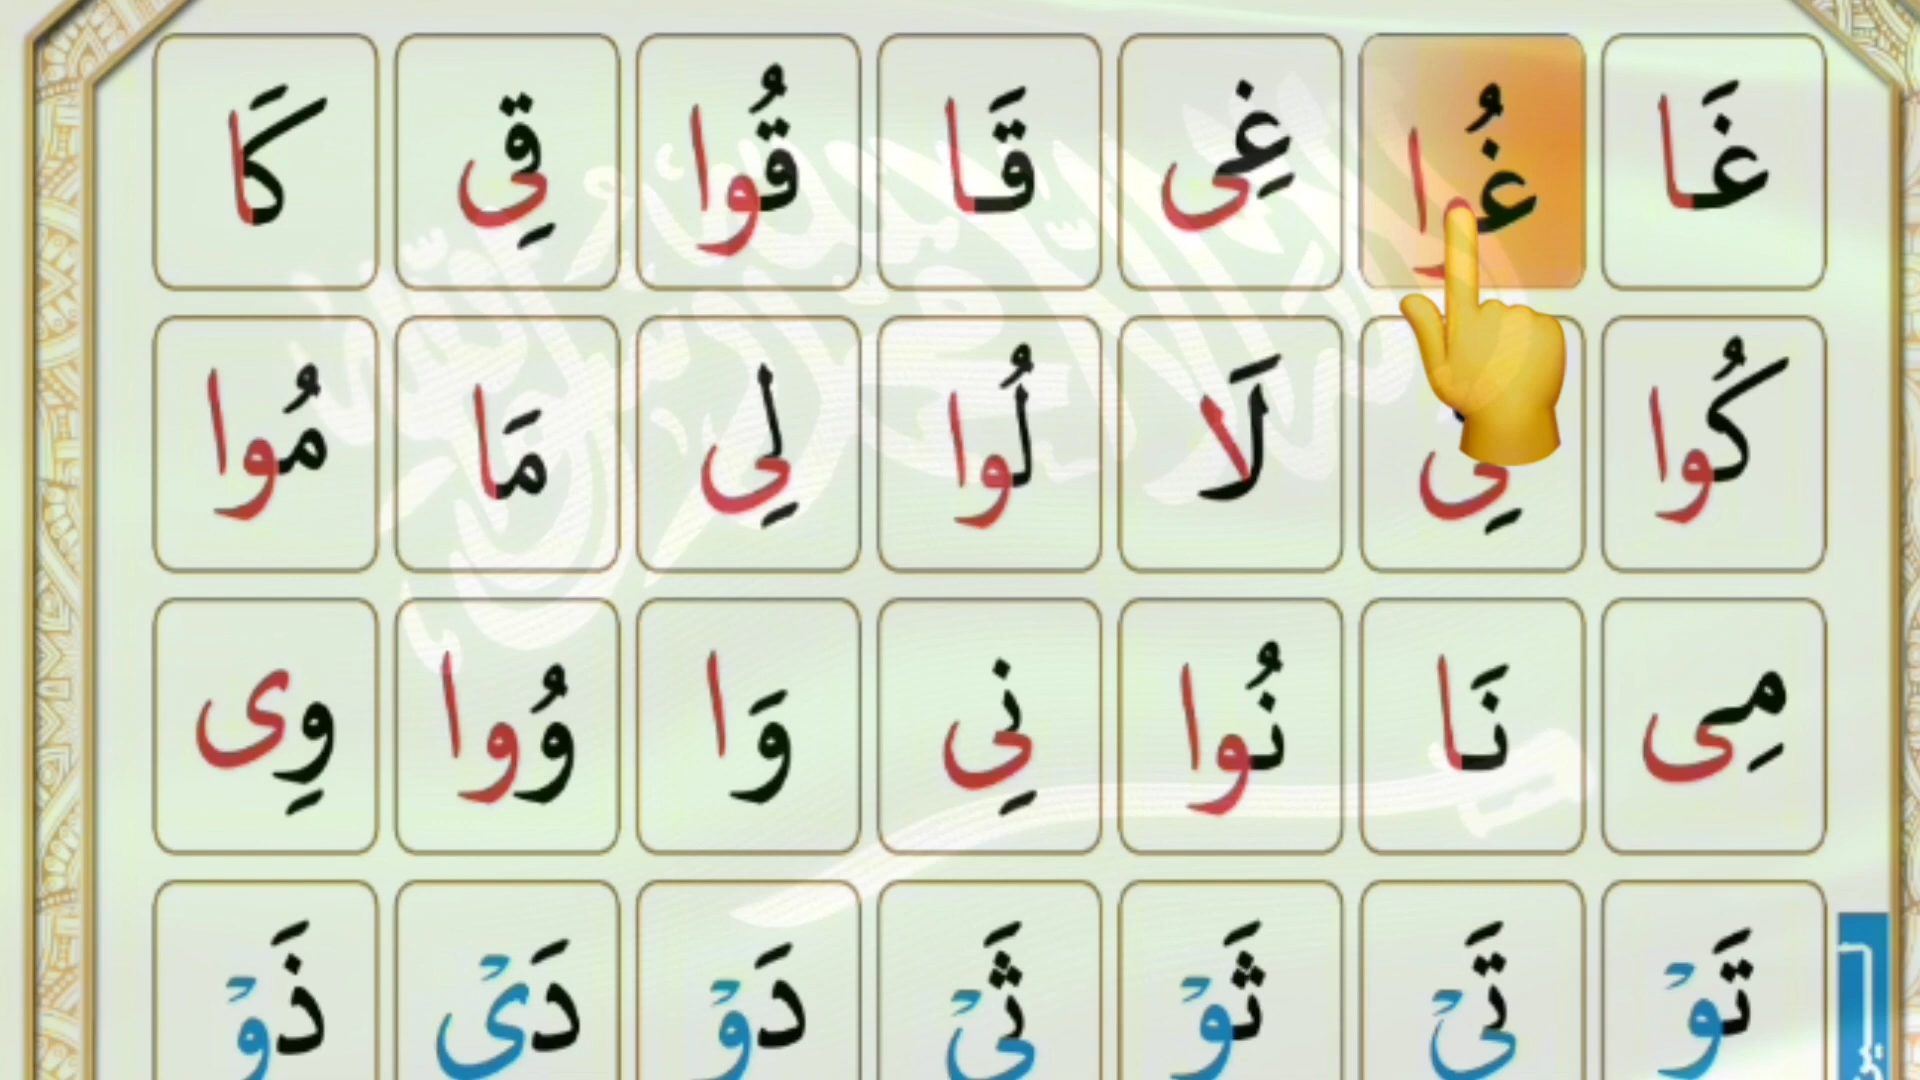 غَا غُوا غِى قَا قُوا قِى كَا
كُوا لَا لُوا لِى مَا مُوا
مِى نَا نُوا نِى وَا وُوا وِى
تَوْ تَىْ ثَوْ ثَىْ دَوْ دَىْ ذَوْ